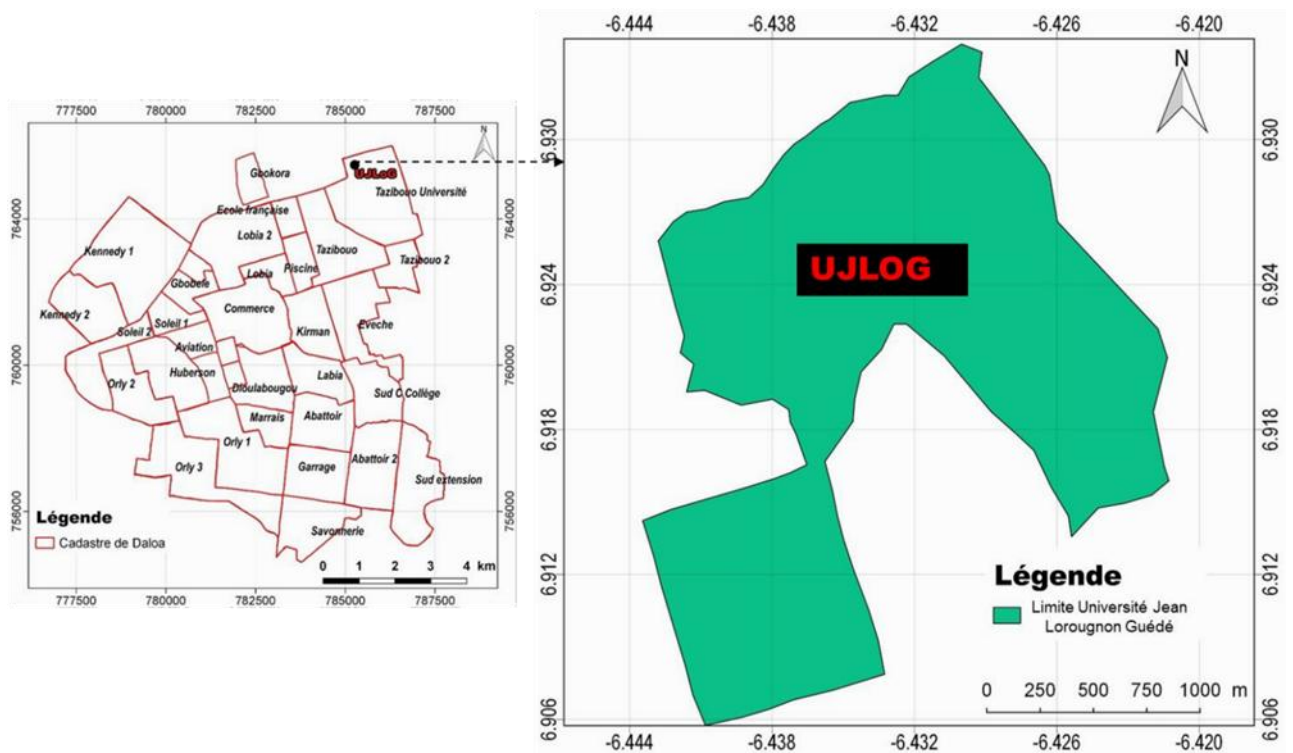 777500 780000 782500 785000 787500
N
Gbokora
UJLoG
Tazibouo Université
Ecole française
764000 764000
Lobia 2
Kennedy 1
Tazibouo
Tazibouo 2
Piscine
Lobia
Gbobele
Commerce
Kennedy 2
Soleil 1
Soleil 2
Kirman
Eveche
Aviation
760000 760000
Huberson
Labia
Orly 2
Dioulabougou
Sud C Collège
Marrais
Abattoir
Orly 1
Abattoir 2
Orly 3
Garrage
Sud extension
756000 756000
Légende
Cadastre de Daloa
Savonnerie
0 1 2 3 4 km
777500 780000 782500 785000 787500
-6.444 -6.438 -6.432 -6.426 -6.420
N
6.930 6.930
UJLOG
6.924 6.924
6.918 6.918
6.912 6.912
Légende
Limite Université Jean
Lorougnon Guédé
0 250 500 750 1000 m
6.906 6.906
-6.444 -6.438 -6.432 -6.426 -6.420